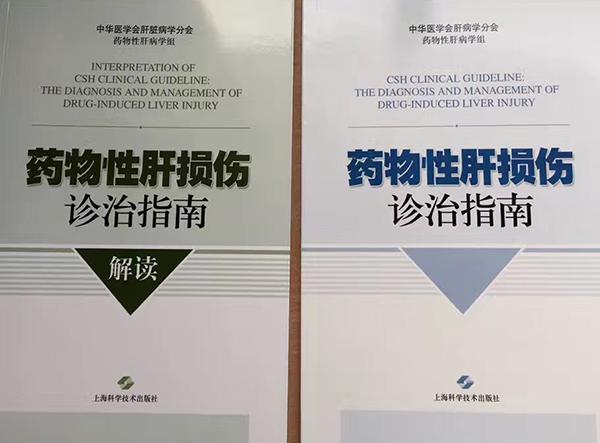 中华医学会肝脏病学分会
药物性肝病学组
INTERPRETATION OF
CSH CLINICAL GUIDELINE:
THE DIAGNOSIS AND MANAGEMENT OF
DRUG-INDUCED LIVER INJURY
药物性肝损伤
诊治指南
解读
上海科学技术出版社
中华医学会肝病学分会
药物性肝病学组
CSH CLINICAL GUIDELINE:
THE DIAGNOSIS AND MANAGEMENT OF
DRUG-INDUCED LIVER INJURY
药物性肝损伤
诊治指南
上海科学技术出版社